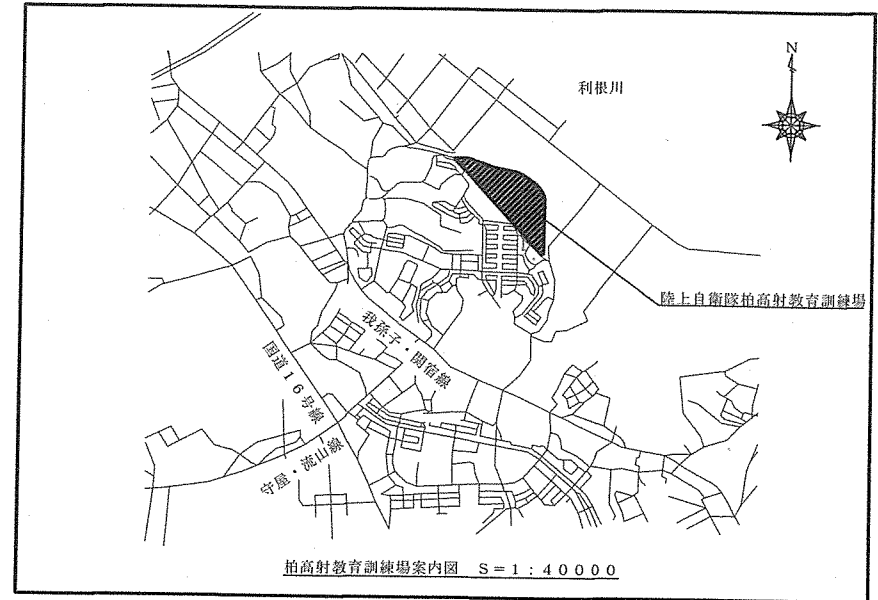 N
利根川
陸上自衛隊柏高射教育訓練場
我孫子・関宿線
国道16号線
守屋・流山線
柏高射教育訓練場案内図 S=1:40000